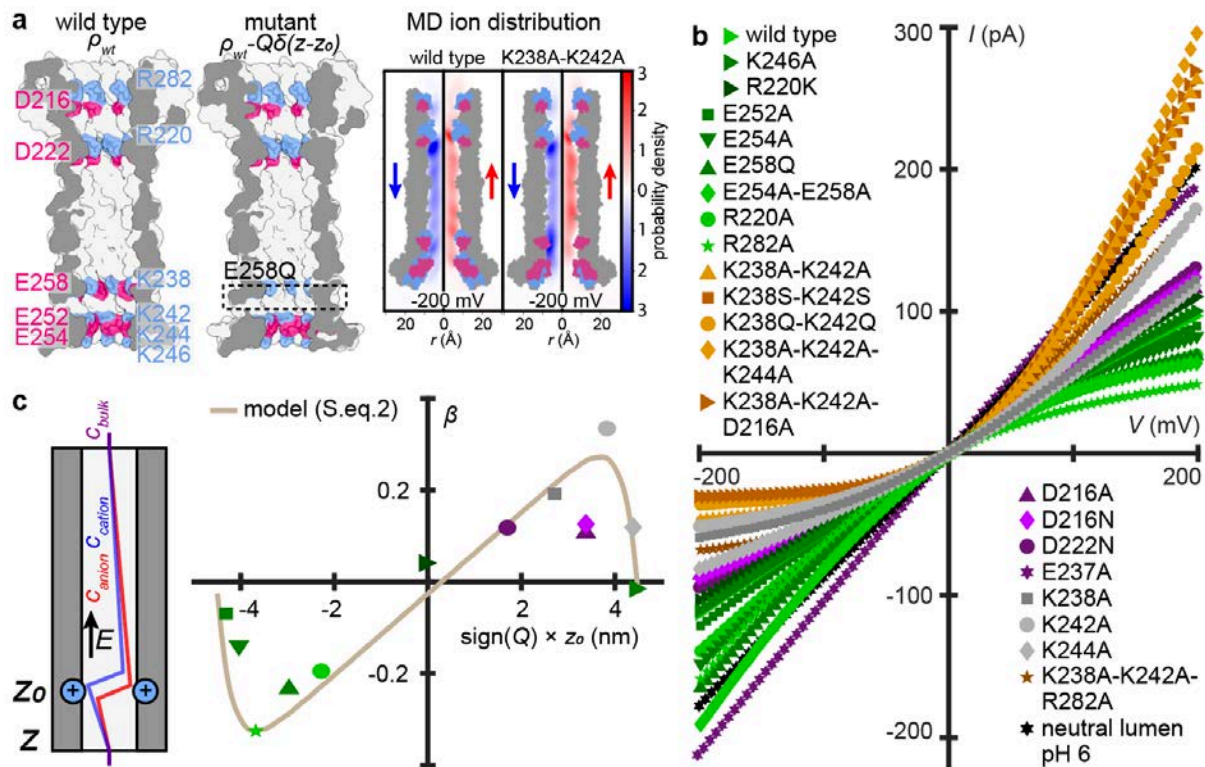 a
wild type
ρwt
mutant
ρwt-Qδ(z-zo)
MD ion distribution
wild type
K238A-K242A
D216
R282
D222
R220
E258
K238
E252
K242
E254
K244
K246
E258Q
-200 mV
-200 mV
20
0
20
20
0
20
r (Å)
r (Å)
3
2
1
0
1
2
3
probability density
b
wild type
K246A
R220K
E252A
E254A
E258Q
E254A-E258A
R220A
R282A
K238A-K242A
K238S-K242S
K238Q-K242Q
K238A-K242A-
K244A
K238A-K242A-
D216A
I (pA)
300
200
100
V (mV)
-200
200
-100
-200
D216A
D216N
D222N
E237A
K238A
K242A
K244A
K238A-K242A-
R282A
neutral lumen
pH 6
c
cbulk
ccation
canion
E
Zo
Z
+
+
model (S.eq.2)
β
0.2
-0.2
-4
-2
0
2
4
sign(Q) × zo (nm)